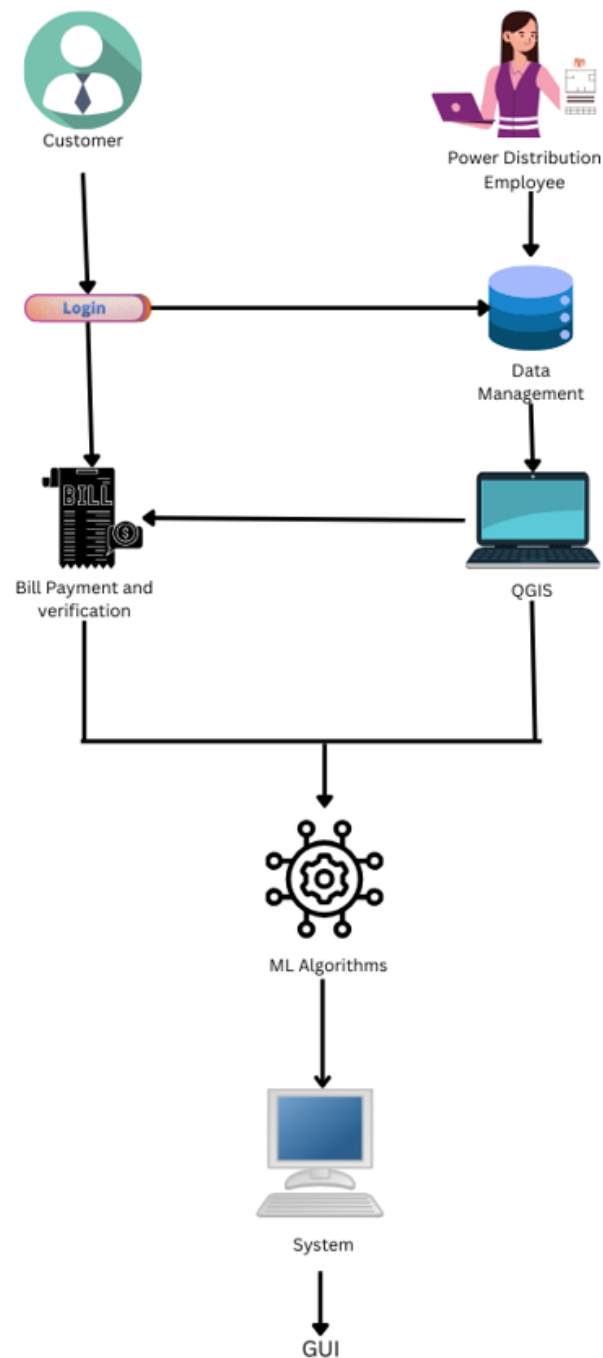 Customer
Power Distribution
Employee
Login
Data
Management
BILL
$
Bill Payment and
verification
QGIS
ML Algorithms
System
GUI